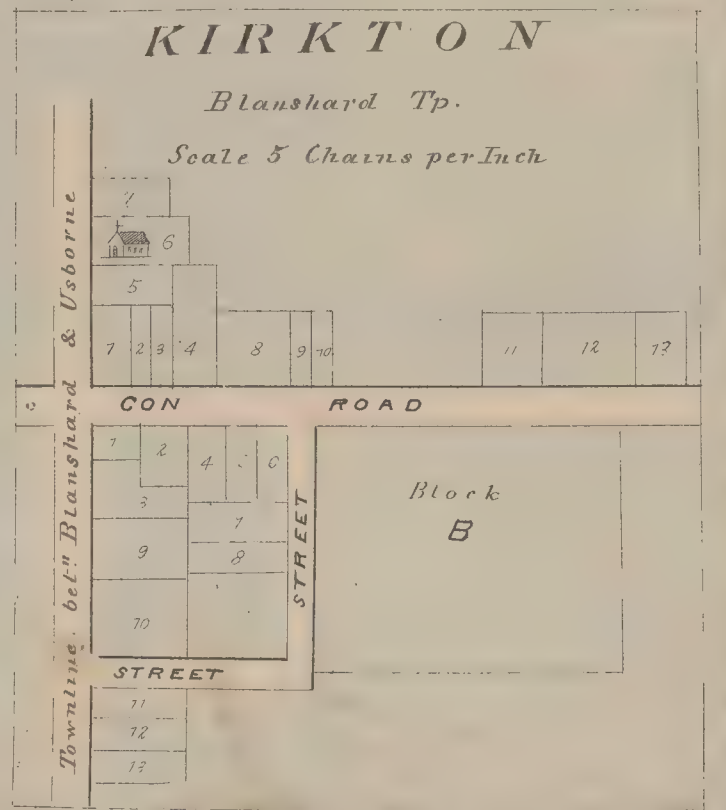 KIRKTON
Blanshard Tp.
Scale 5 Chains per Inch
Townline betn Blanshard & Usborne
7
6
5
1 2 3 4 8 9 10 11 12 13
CON ROAD
1 2 4 5 6
3
7
9 8
10
STREET
Block
B
STREET
11
12
13